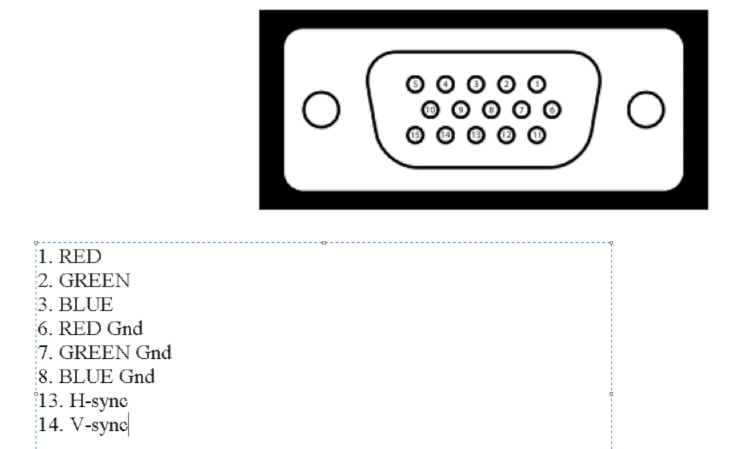 5 4 3 2 1
10 9 8 7 6
15 14 13 12 11
1. RED
2. GREEN
3. BLUE
6. RED Gnd
7. GREEN Gnd
8. BLUE Gnd
13. H-sync
14. V-sync